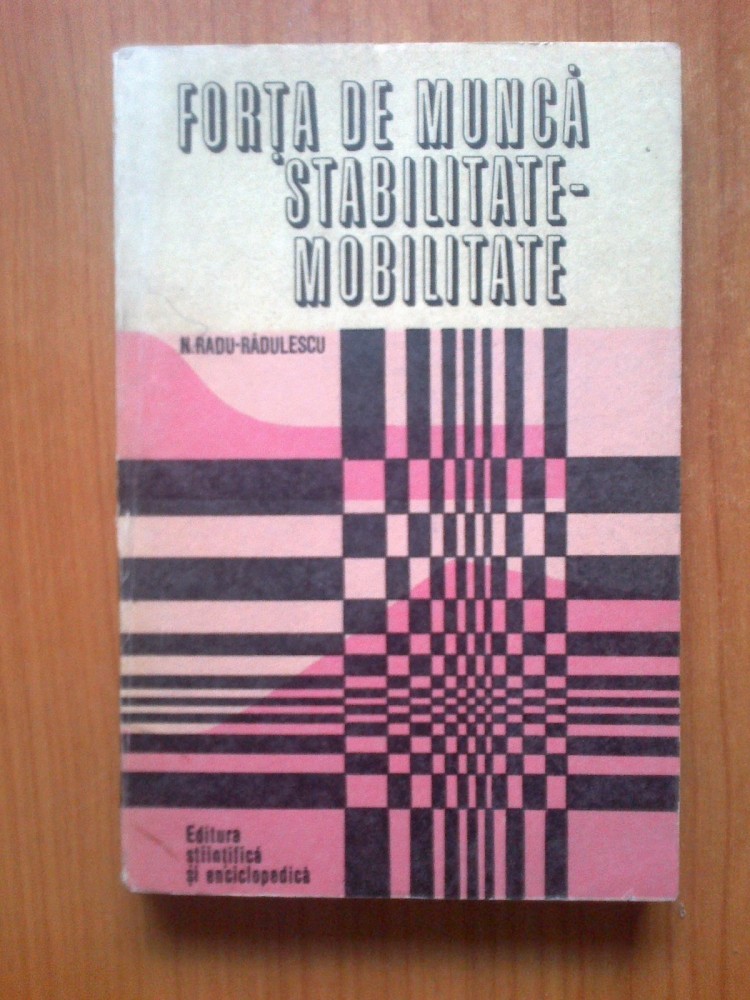 FORȚA DE MUNCĂ
STABILITATE-
MOBILITATE
N. RADU-RĂDULESCU
Editura
științifică
și enciclopedică